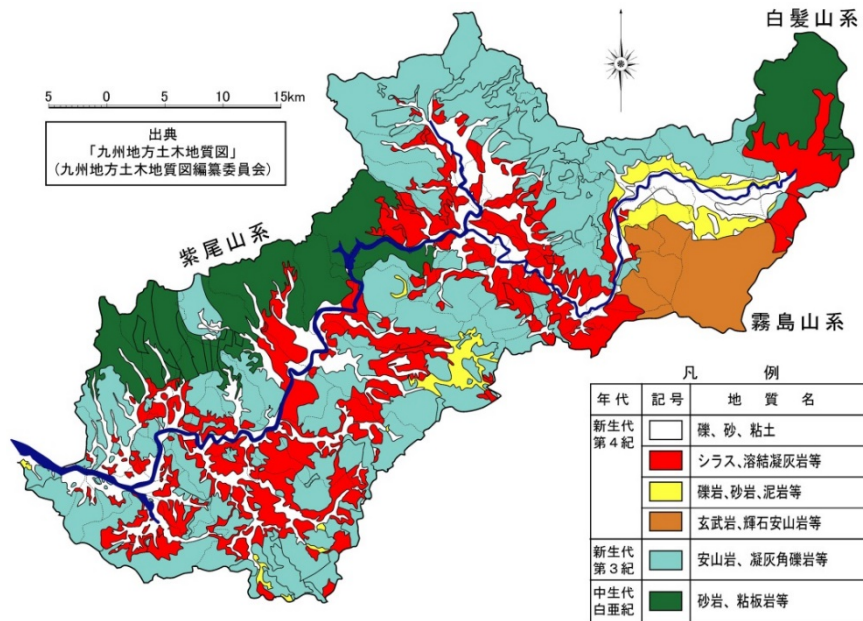 白髪山系
5 0 5 10 15km
出典
「九州地方土木地質図」
(九州地方土木地質図編纂委員会)
紫尾山系
霧島山系
凡例
年代 記号 地質名
新生代
第4紀
礫、砂、粘土
シラス、溶結凝灰岩等
礫岩、砂岩、泥岩等
玄武岩、輝石安山岩等
新生代
第3紀
安山岩、凝灰角礫岩等
中生代
白亜紀
砂岩、粘板岩等